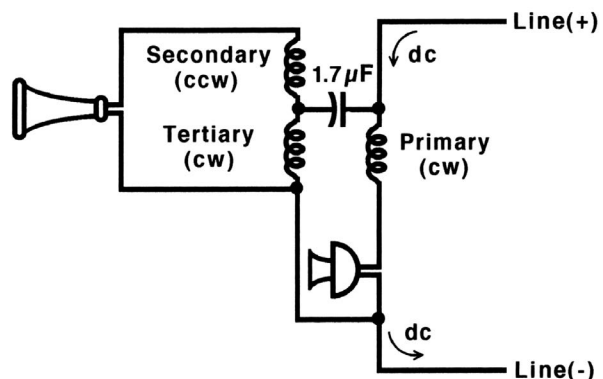 Line(+)
dc
Secondary
(ccw)
1.7µF
Tertiary
(cw)
Primary
(cw)
dc
Line(-)